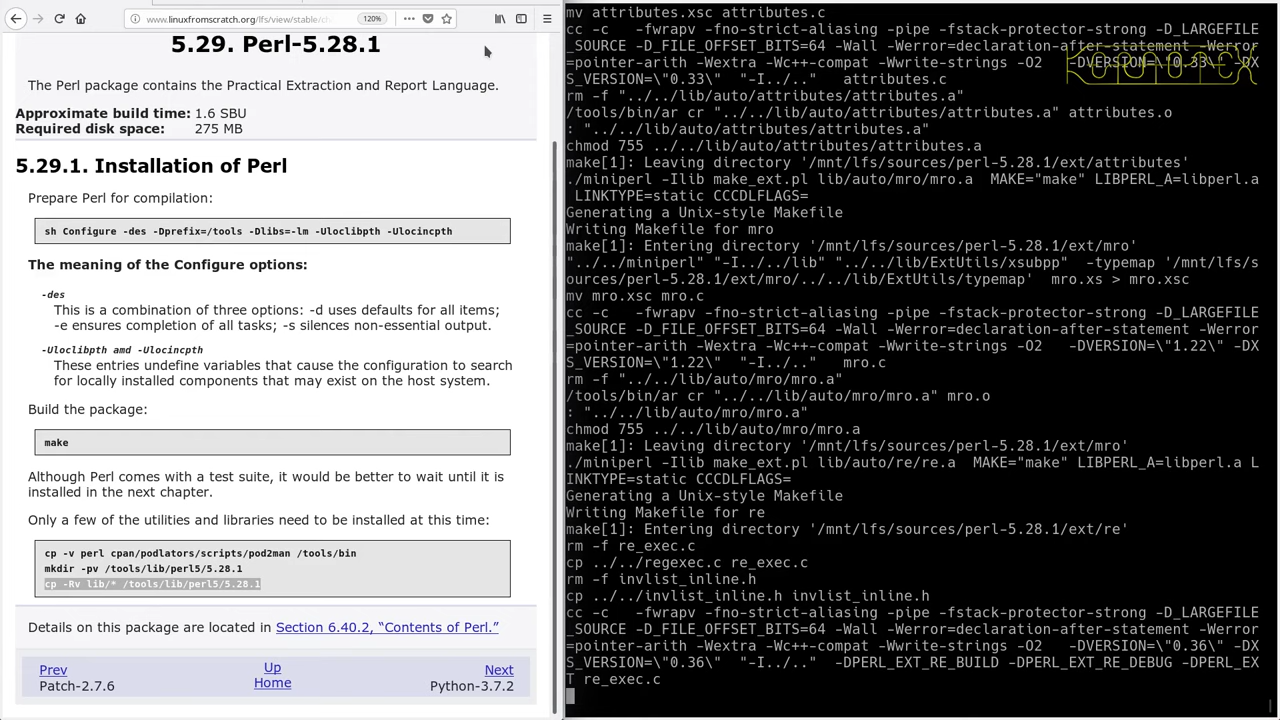 www.linuxfromscratch.org/lfs/view/stable/ch
120%
5.29. Perl-5.28.1
The Perl package contains the Practical Extraction and Report Language.
Approximate build time: 1.6 SBU
Required disk space: 275 MB
5.29.1. Installation of Perl
Prepare Perl for compilation:
sh Configure -des -Dprefix=/tools -Dlibs=-lm -Uloclibpth -Ulocincpth
The meaning of the Configure options:
-des
This is a combination of three options: -d uses defaults for all items;
-e ensures completion of all tasks; -s silences non-essential output.
-Uloclibpth amd -Ulocincpth
These entries undefine variables that cause the configuration to search
for locally installed components that may exist on the host system.
Build the package:
make
Although Perl comes with a test suite, it would be better to wait until it is
installed in the next chapter.
Only a few of the utilities and libraries need to be installed at this time:
cp -v perl cpan/podlators/scripts/pod2man /tools/bin
mkdir -pv /tools/lib/perl5/5.28.1
cp -Rv lib/* /tools/lib/perl5/5.28.1
Details on this package are located in Section 6.40.2, “Contents of Perl.”
Prev
Patch-2.7.6
Up
Home
Next
Python-3.7.2
mv attributes.xsc attributes.c
cc -c   -fwrapv -fno-strict-aliasing -pipe -fstack-protector-strong -D_LARGEFILE
_SOURCE -D_FILE_OFFSET_BITS=64 -Wall -Werror=declaration-after-statement -Werror
=pointer-arith -Wextra -Wc++-compat -Wwrite-strings -O2   -DVERSION=\"0.33\" -DX
S_VERSION=\"0.33\"  "-I../.."   attributes.c
rm -f "../../lib/auto/attributes/attributes.a"
/tools/bin/ar cr "../../lib/auto/attributes/attributes.a" attributes.o
: "../../lib/auto/attributes/attributes.a"
chmod 755 ../../lib/auto/attributes/attributes.a
make[1]: Leaving directory '/mnt/lfs/sources/perl-5.28.1/ext/attributes'
./miniperl -Ilib make_ext.pl lib/auto/mro/mro.a  MAKE="make" LIBPERL_A=libperl.a
 LINKTYPE=static CCCDLFLAGS=
Generating a Unix-style Makefile
Writing Makefile for mro
make[1]: Entering directory '/mnt/lfs/sources/perl-5.28.1/ext/mro'
"../../miniperl" "-I../../lib" "../../lib/ExtUtils/xsubpp"  -typemap '/mnt/lfs/s
ources/perl-5.28.1/ext/mro/../../lib/ExtUtils/typemap'  mro.xs > mro.xsc
mv mro.xsc mro.c
cc -c   -fwrapv -fno-strict-aliasing -pipe -fstack-protector-strong -D_LARGEFILE
_SOURCE -D_FILE_OFFSET_BITS=64 -Wall -Werror=declaration-after-statement -Werror
=pointer-arith -Wextra -Wc++-compat -Wwrite-strings -O2   -DVERSION=\"1.22\" -DX
S_VERSION=\"1.22\"  "-I../.."   mro.c
rm -f "../../lib/auto/mro/mro.a"
/tools/bin/ar cr "../../lib/auto/mro/mro.a" mro.o
: "../../lib/auto/mro/mro.a"
chmod 755 ../../lib/auto/mro/mro.a
make[1]: Leaving directory '/mnt/lfs/sources/perl-5.28.1/ext/mro'
./miniperl -Ilib make_ext.pl lib/auto/re/re.a  MAKE="make" LIBPERL_A=libperl.a L
INKTYPE=static CCCDLFLAGS=
Generating a Unix-style Makefile
Writing Makefile for re
make[1]: Entering directory '/mnt/lfs/sources/perl-5.28.1/ext/re'
rm -f re_exec.c
cp ../../regexec.c re_exec.c
rm -f invlist_inline.h
cp ../../invlist_inline.h invlist_inline.h
cc -c   -fwrapv -fno-strict-aliasing -pipe -fstack-protector-strong -D_LARGEFILE
_SOURCE -D_FILE_OFFSET_BITS=64 -Wall -Werror=declaration-after-statement -Werror
=pointer-arith -Wextra -Wc++-compat -Wwrite-strings -O2   -DVERSION=\"0.36\" -DX
S_VERSION=\"0.36\"  "-I../.."  -DPERL_EXT_RE_BUILD -DPERL_EXT_RE_DEBUG -DPERL_EX
T re_exec.c